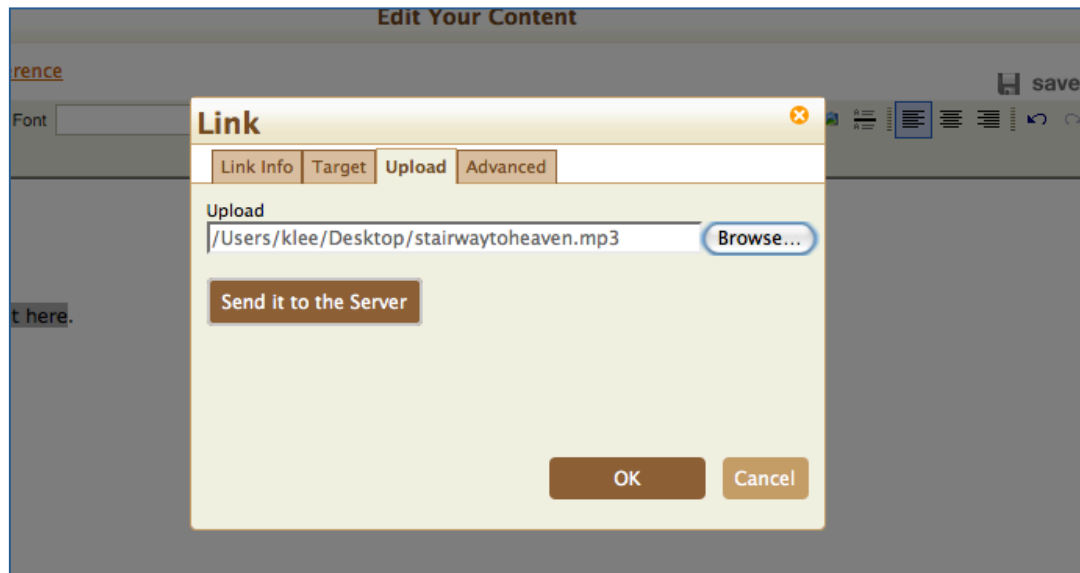 Edit Your Content
rence
save
Font
Link
Link Info Target Upload Advanced
Upload
/Users/klee/Desktop/stairwaytoheaven.mp3 Browse...
Send it to the Server
t here.
OK Cancel